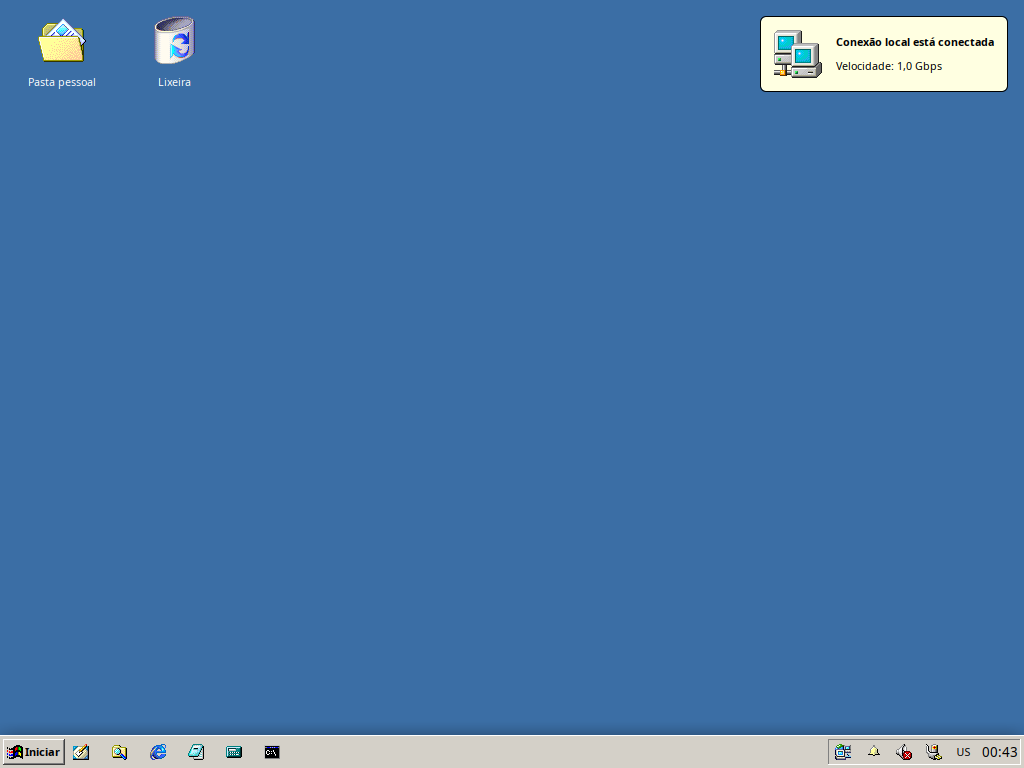 Pasta pessoal
Lixeira
Conexão local está conectada
Velocidade: 1,0 Gbps
Iniciar
C:\
US
00:43